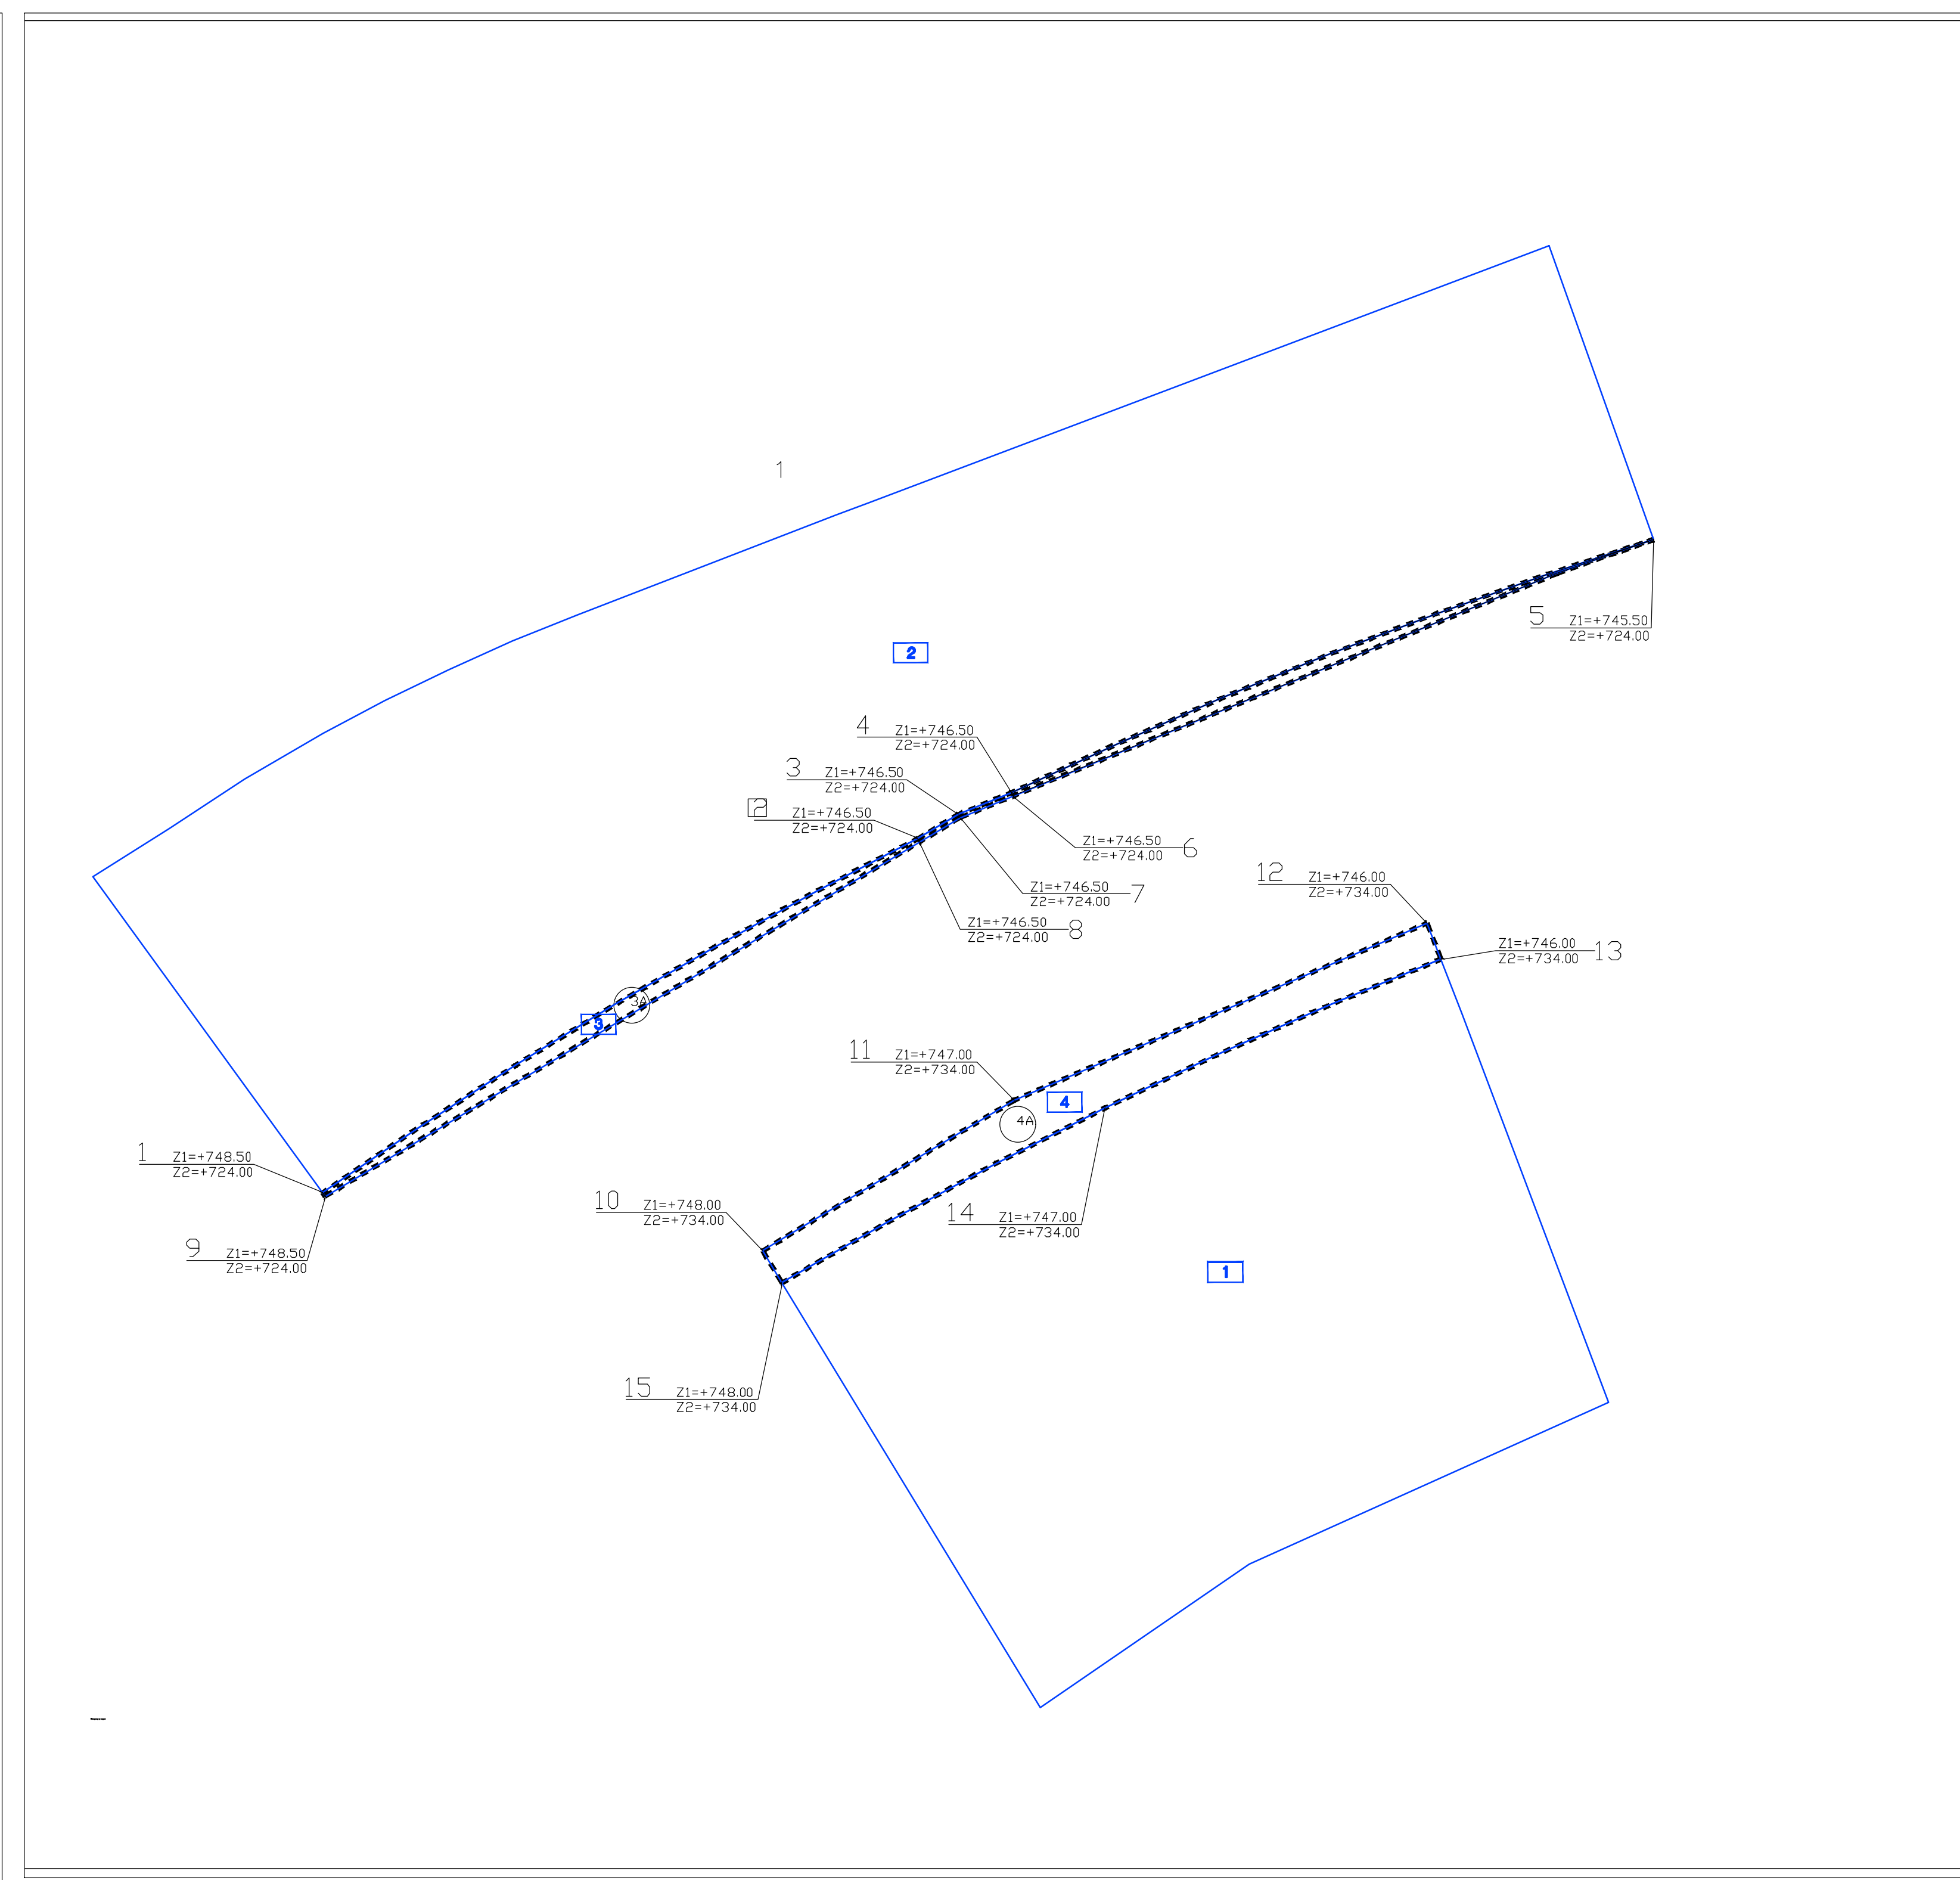 1
2
5 Z1=+745.50
Z2=+724.00
4 Z1=+746.50
Z2=+724.00
3 Z1=+746.50
Z2=+724.00
2 Z1=+746.50
Z2=+724.00
Z1=+746.50 6
Z2=+724.00
Z1=+746.50 7
Z2=+724.00
Z1=+746.50 8
Z2=+724.00
12 Z1=+746.00
Z2=+734.00
Z1=+746.00 13
Z2=+734.00
3A
3
11 Z1=+747.00
Z2=+734.00
4
4A
1 Z1=+748.50
Z2=+724.00
10 Z1=+748.00
Z2=+734.00
14 Z1=+747.00
Z2=+734.00
9 Z1=+748.50
Z2=+724.00
1
15 Z1=+748.00
Z2=+734.00